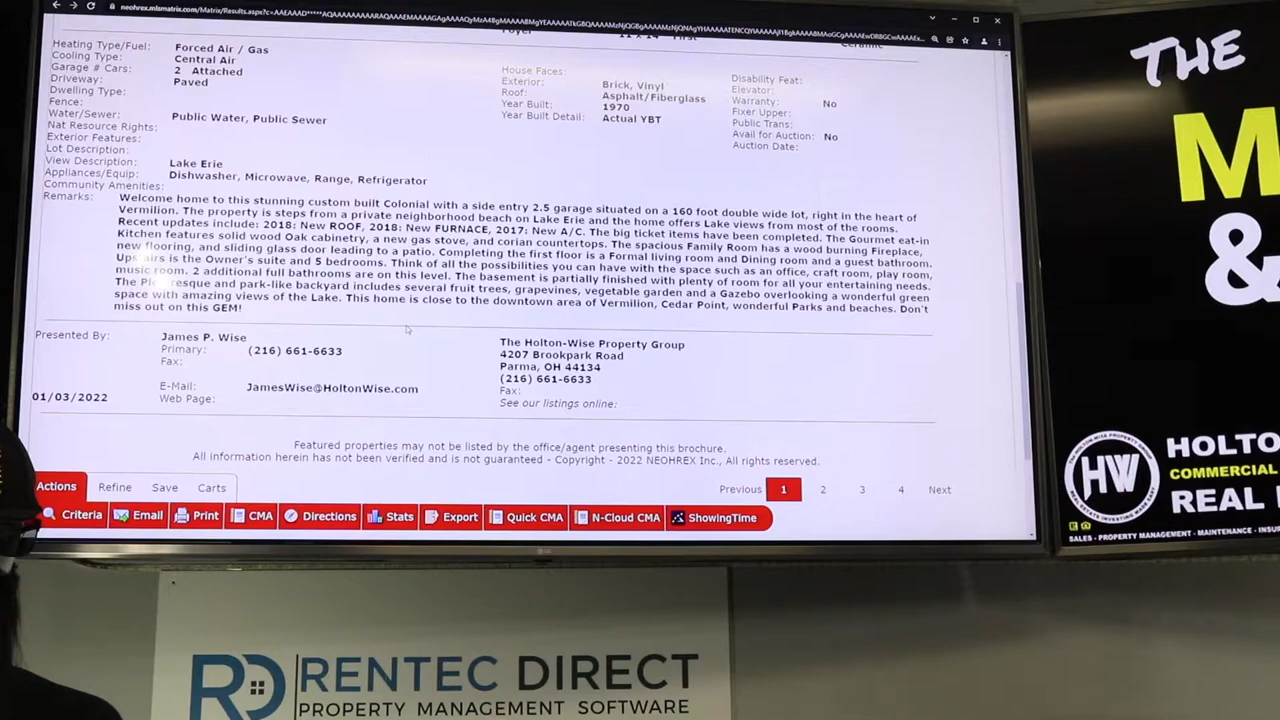 Heating Type/Fuel: Forced Air / Gas
Cooling Type: Central Air
Garage # Cars: 2 Attached
Driveway: Paved
Dwelling Type:
Fence:
Water/Sewer: Public Water, Public Sewer
Nat Resource Rights:
Exterior Features:
Lot Description:
View Description: Lake Erie
Appliances/Equip: Dishwasher, Microwave, Range, Refrigerator
Community Amenities:
House Faces:
Exterior: Brick, Vinyl
Roof: Asphalt/Fiberglass
Year Built: 1970
Year Built Detail: Actual YBT
Disability Feat:
Elevator:
Warranty: No
Fixer Upper:
Public Trans:
Avail for Auction: No
Auction Date:
Remarks: Welcome home to this stunning custom built Colonial with a side entry 2.5 garage situated on a 160 foot double wide lot, right in the heart of
Vermilion. The property is steps from a private neighborhood beach on Lake Erie and the home offers Lake views from most of the rooms.
Recent updates include: 2018: New ROOF, 2018: New FURNACE, 2017: New A/C. The big ticket items have been completed. The Gourmet eat-in
Kitchen features solid wood Oak cabinetry, a new gas stove, and corian countertops. The spacious Family Room has a wood burning Fireplace,
new flooring, and sliding glass door leading to a patio. Completing the first floor is a Formal living room and Dining room and a guest bathroom.
Upstairs is the Owner's suite and 5 bedrooms. Think of all the possibilities you can have with the space such as an office, craft room, play room,
music room. 2 additional full bathrooms are on this level. The basement is partially finished with plenty of room for all your entertaining needs.
The Picturesque and park-like backyard includes several fruit trees, grapevines, vegetable garden and a Gazebo overlooking a wonderful green
space with amazing views of the Lake. This home is close to the downtown area of Vermilion, Cedar Point, wonderful Parks and beaches. Don't
miss out on this GEM!
Presented By: James P. Wise
Primary: (216) 661-6633
Fax:
E-Mail: JamesWise@HoltonWise.com
Web Page:
01/03/2022
The Holton-Wise Property Group
4207 Brookpark Road
Parma, OH 44134
(216) 661-6633
Fax:
See our listings online:
Featured properties may not be listed by the office/agent presenting this brochure.
All information herein has not been verified and is not guaranteed - Copyright - 2022 NEOHREX Inc., All rights reserved.
Actions Refine Save Carts
Previous 1 2 3 4 Next
Criteria Email Print CMA Directions Stats Export Quick CMA N-Cloud CMA ShowingTime
THE
M
&
HW
HOLTO
COMMERCIAL
REAL
SALES - PROPERTY MANAGEMENT - MAINTENANCE - INSU
LG
RD RENTEC DIRECT
PROPERTY MANAGEMENT SOFTWARE